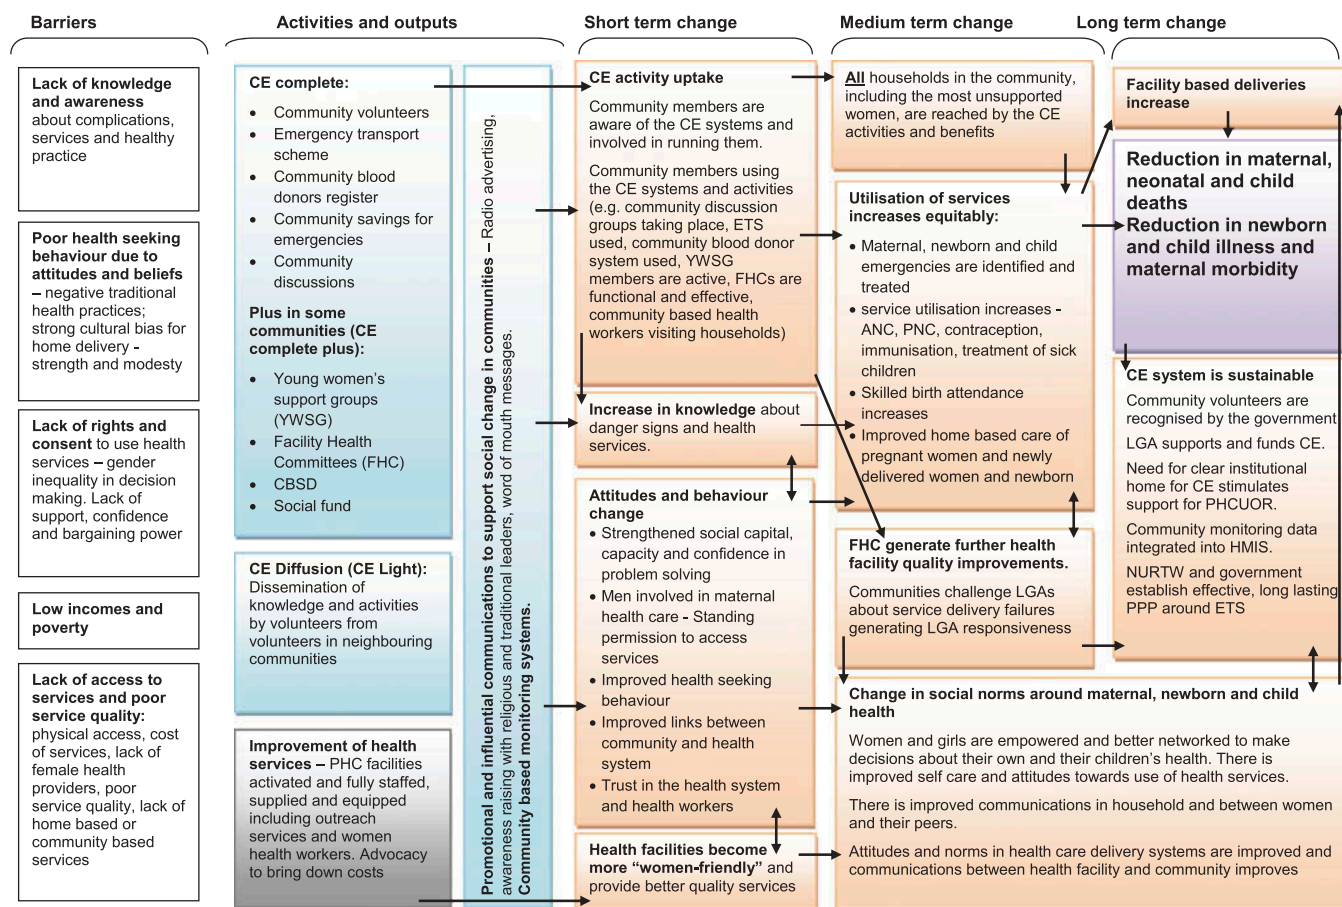 Barriers
Activities and outputs
Short term change
Medium term change
Long term change
Lack of knowledge
and awareness
about complications,
services and healthy
practice
Poor health seeking
behaviour due to
attitudes and beliefs
– negative traditional
health practices;
strong cultural bias for
home delivery -
strength and modesty
Lack of rights and
consent to use health
services – gender
inequality in decision
making. Lack of
support, confidence
and bargaining power
Low incomes and
poverty
Lack of access to
services and poor
service quality:
physical access, cost
of services, lack of
female health
providers, poor
service quality, lack of
home based or
community based
services
CE complete:
• Community volunteers
• Emergency transport
scheme
• Community blood
donors register
• Community savings for
emergencies
• Community
discussions
Plus in some
communities (CE
complete plus):
• Young women's
support groups
(YWSG)
• Facility Health
Committees (FHC)
• CBSD
• Social fund
CE Diffusion (CE Light):
Dissemination of
knowledge and activities
by volunteers from
volunteers in neighbouring
communities
Improvement of health
services – PHC facilities
activated and fully staffed,
supplied and equipped
including outreach
services and women
health workers. Advocacy
to bring down costs
Promotional and influential communications to support social change in communities – Radio advertising,
awareness raising with religious and traditional leaders, word of mouth messages.
Community based monitoring systems.
CE activity uptake
Community members are
aware of the CE systems and
involved in running them.
Community members using
the CE systems and activities
(e.g. community discussion
groups taking place, ETS
used, community blood donor
system used, YWSG
members are active, FHCs are
functional and effective,
community based health
workers visiting households)
Increase in knowledge about
danger signs and health
services.
Attitudes and behaviour
change
• Strengthened social capital,
capacity and confidence in
problem solving
• Men involved in maternal
health care - Standing
permission to access
services
• Improved health seeking
behaviour
• Improved links between
community and health
system
• Trust in the health system
and health workers
Health facilities become
more "women-friendly" and
provide better quality services
All households in the community,
including the most unsupported
women, are reached by the CE
activities and benefits
Utilisation of services
increases equitably:
• Maternal, newborn and child
emergencies are identified and
treated
• service utilisation increases -
ANC, PNC, contraception,
immunisation, treatment of sick
children
• Skilled birth attendance
increases
• Improved home based care of
pregnant women and newly
delivered women and newborn
FHC generate further health
facility quality improvements.
Communities challenge LGAs
about service delivery failures
generating LGA responsiveness
Change in social norms around maternal, newborn and child
health
Women and girls are empowered and better networked to make
decisions about their own and their children's health. There is
improved self care and attitudes towards use of health services.
There is improved communications in household and between women
and their peers.
Attitudes and norms in health care delivery systems are improved and
communications between health facility and community improves
Facility based deliveries
increase
Reduction in maternal,
neonatal and child
deaths
Reduction in newborn
and child illness and
maternal morbidity
CE system is sustainable
Community volunteers are
recognised by the government
LGA supports and funds CE.
Need for clear institutional
home for CE stimulates
support for PHCUOR.
Community monitoring data
integrated into HMIS.
NURTW and government
establish effective, long lasting
PPP around ETS